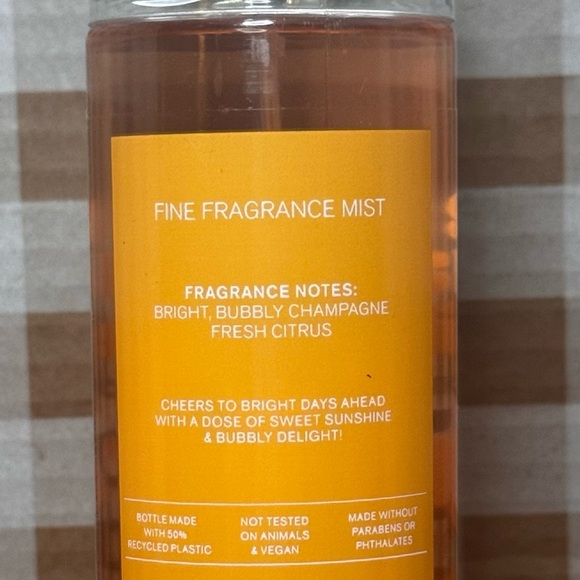 FINE FRAGRANCE MIST
FRAGRANCE NOTES:
BRIGHT, BUBBLY CHAMPAGNE
FRESH CITRUS
CHEERS TO BRIGHT DAYS AHEAD
WITH A DOSE OF SWEET SUNSHINE
& BUBBLY DELIGHT!
BOTTLE MADE
WITH 50%
RECYCLED PLASTIC
NOT TESTED
ON ANIMALS
& VEGAN
MADE WITHOUT
PARABENS OR
PHTHALATES